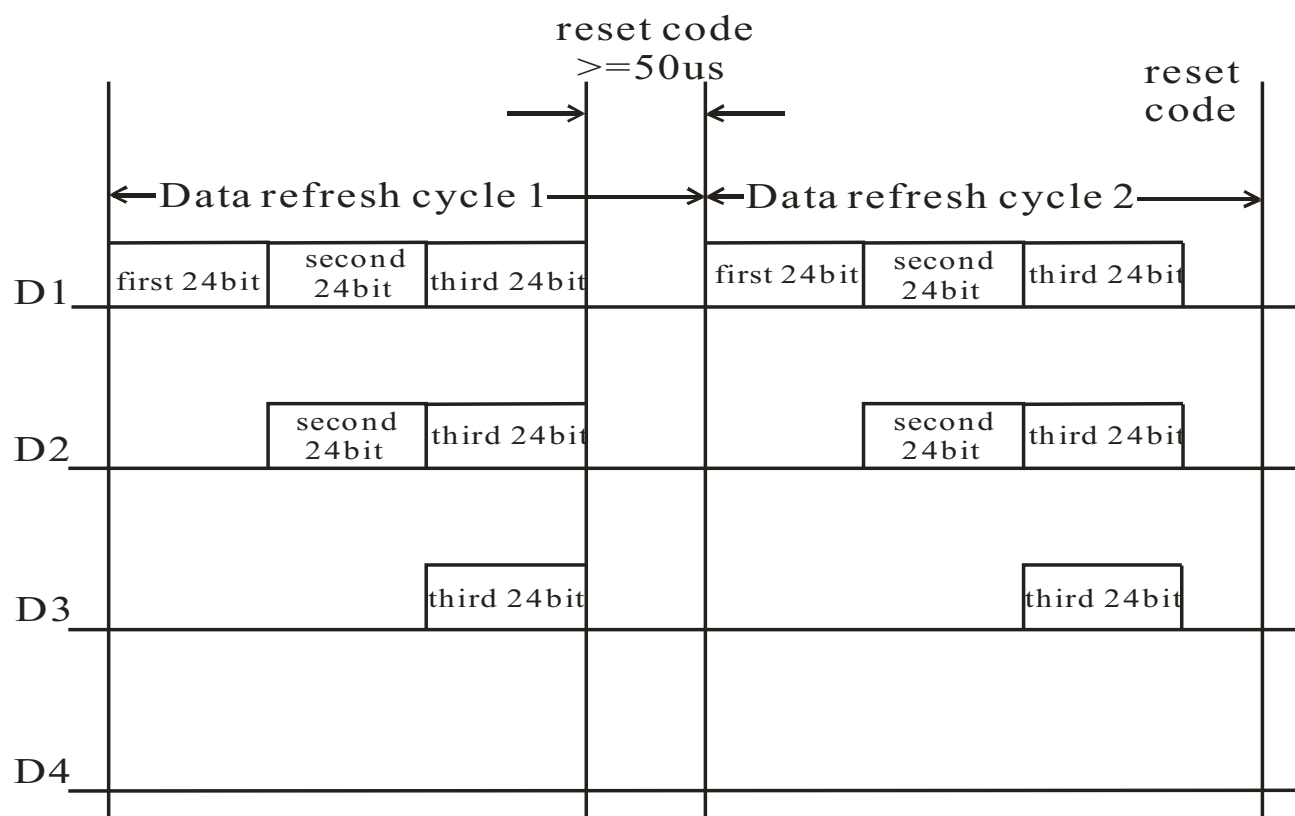 reset code
>=50us
reset
code
Data refresh cycle 1
Data refresh cycle 2
D1
first 24bit
second
24bit
third 24bit
first 24bit
second
24bit
third 24bit
D2
second
24bit
third 24bit
second
24bit
third 24bit
D3
third 24bit
third 24bit
D4